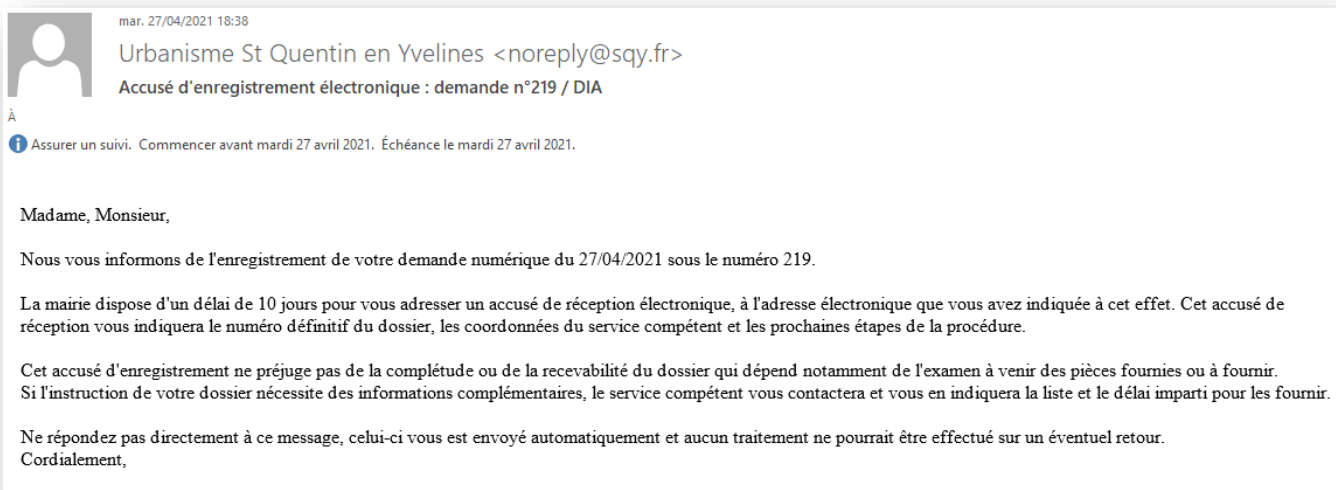 mar. 27/04/2021 18:38
Urbanisme St Quentin en Yvelines <noreply@sqy.fr>
Accusé d'enregistrement électronique : demande n°219 / DIA
À
Assurer un suivi. Commencer avant mardi 27 avril 2021. Échéance le mardi 27 avril 2021.
Madame, Monsieur,
Nous vous informons de l'enregistrement de votre demande numérique du 27/04/2021 sous le numéro 219.
La mairie dispose d'un délai de 10 jours pour vous adresser un accusé de réception électronique, à l'adresse électronique que vous avez indiquée à cet effet. Cet accusé de
réception vous indiquera le numéro définitif du dossier, les coordonnées du service compétent et les prochaines étapes de la procédure.
Cet accusé d'enregistrement ne préjuge pas de la complétude ou de la recevabilité du dossier qui dépend notamment de l'examen à venir des pièces fournies ou à fournir.
Si l'instruction de votre dossier nécessite des informations complémentaires, le service compétent vous contactera et vous en indiquera la liste et le délai imparti pour les fournir.
Ne répondez pas directement à ce message, celui-ci vous est envoyé automatiquement et aucun traitement ne pourrait être effectué sur un éventuel retour.
Cordialement,